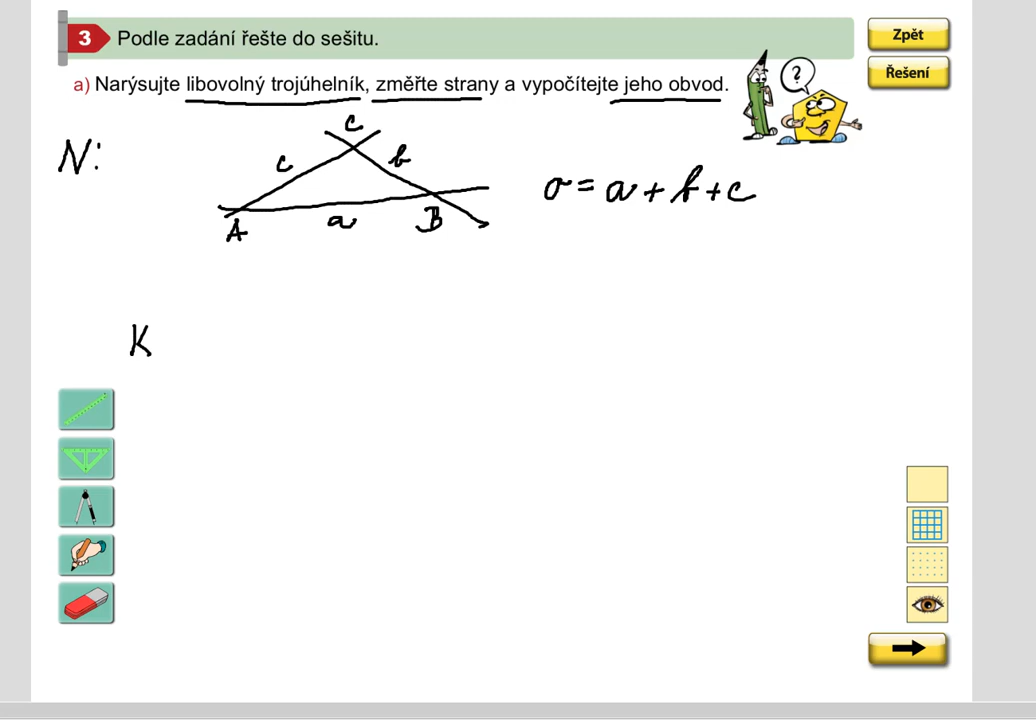 3 Podle zadání řešte do sešitu.
Zpět
Řešení
a) Narýsujte libovolný trojúhelník, změřte strany a vypočítejte jeho obvod.
?
N:
c
c b
A a B
o = a + b + c
K